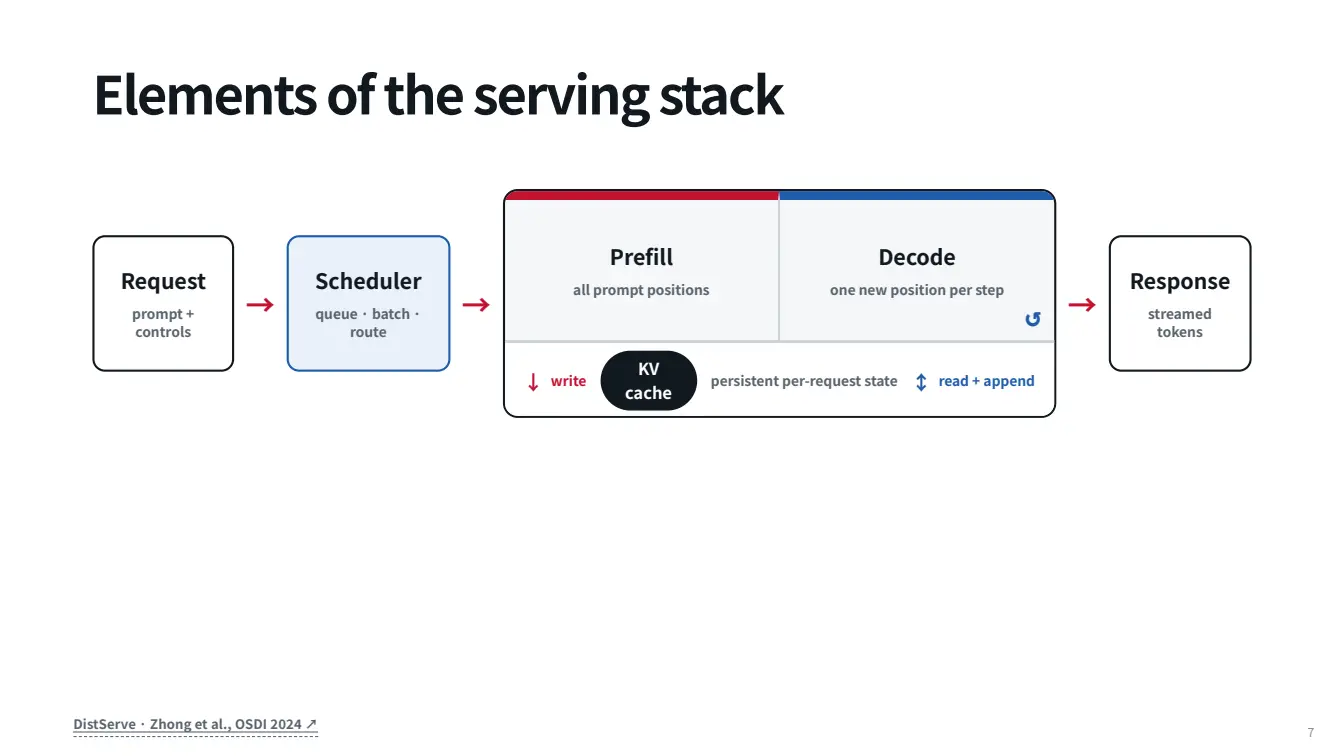 Elements of the serving stack
Request
prompt +
controls
→
Scheduler
queue · batch ·
route
→
Prefill
all prompt positions
Decode
one new position per step
↺
↓ write
KV
cache
persistent per-request state
↕ read + append
→
Response
streamed
tokens
DistServe · Zhong et al., OSDI 2024 ↗
7